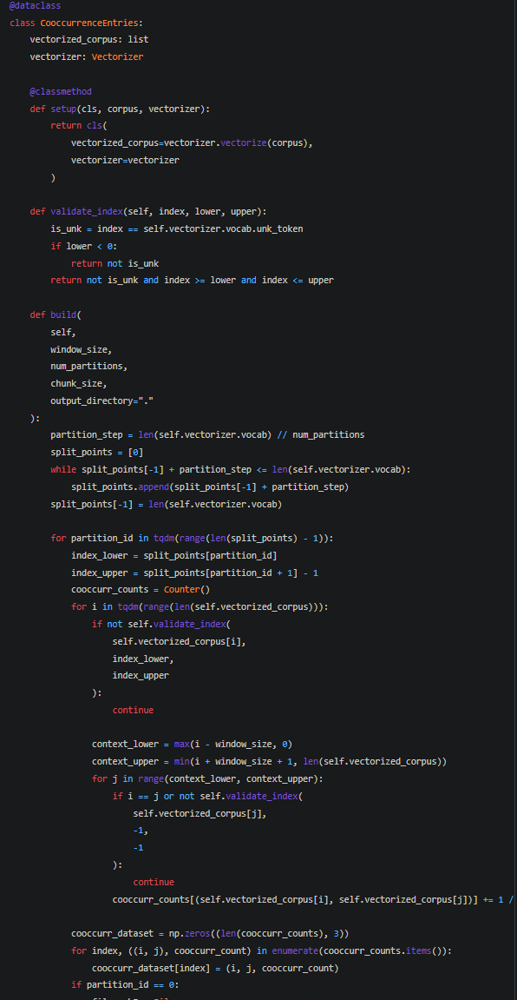 @dataclass
class CooccurrenceEntries:
    vectorized_corpus: list
    vectorizer: Vectorizer

    @classmethod
    def setup(cls, corpus, vectorizer):
        return cls(
            vectorized_corpus=vectorizer.vectorize(corpus),
            vectorizer=vectorizer
        )

    def validate_index(self, index, lower, upper):
        is_unk = index == self.vectorizer.vocab.unk_token
        if lower < 0:
            return not is_unk
        return not is_unk and index >= lower and index <= upper

    def build(
        self,
        window_size,
        num_partitions,
        chunk_size,
        output_directory="."
    ):
        partition_step = len(self.vectorizer.vocab) // num_partitions
        split_points = [0]
        while split_points[-1] + partition_step <= len(self.vectorizer.vocab):
            split_points.append(split_points[-1] + partition_step)
        split_points[-1] = len(self.vectorizer.vocab)

        for partition_id in tqdm(range(len(split_points) - 1)):
            index_lower = split_points[partition_id]
            index_upper = split_points[partition_id + 1] - 1
            cooccurr_counts = Counter()
            for i in tqdm(range(len(self.vectorized_corpus))):
                if not self.validate_index(
                    self.vectorized_corpus[i],
                    index_lower,
                    index_upper
                ):
                    continue

                context_lower = max(i - window_size, 0)
                context_upper = min(i + window_size + 1, len(self.vectorized_corpus))
                for j in range(context_lower, context_upper):
                    if i == j or not self.validate_index(
                        self.vectorized_corpus[j],
                        -1,
                        -1
                    ):
                        continue
                    cooccurr_counts[(self.vectorized_corpus[i], self.vectorized_corpus[j])] += 1 /

            cooccurr_dataset = np.zeros((len(cooccurr_counts), 3))
            for index, ((i, j), cooccurr_count) in enumerate(cooccurr_counts.items()):
                cooccurr_dataset[index] = (i, j, cooccurr_count)
            if partition_id == 0: